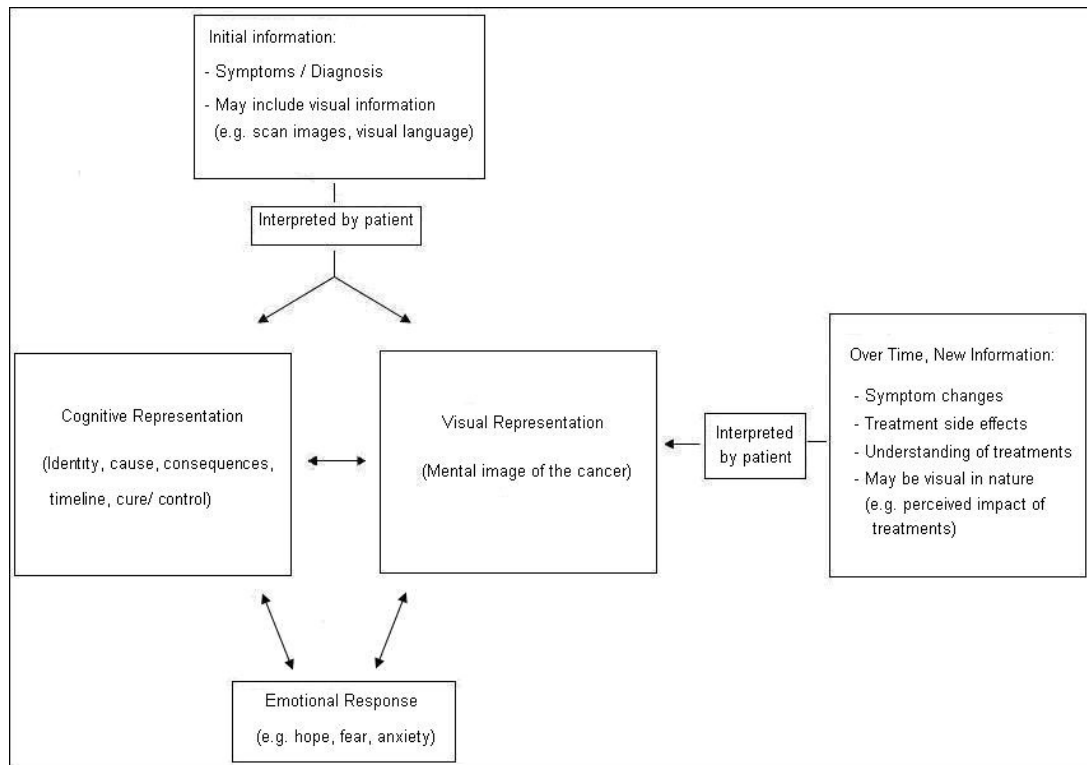 Initial information:
- Symptoms / Diagnosis
- May include visual information
(e.g. scan images, visual language)
Interpreted by patient
Cognitive Representation
(Identity, cause, consequences,
timeline, cure/ control)
Visual Representation
(Mental image of the cancer)
Interpreted
by patient
Over Time, New Information:
- Symptom changes
- Treatment side effects
- Understanding of treatments
- May be visual in nature
(e.g. perceived impact of
treatments)
Emotional Response
(e.g. hope, fear, anxiety)